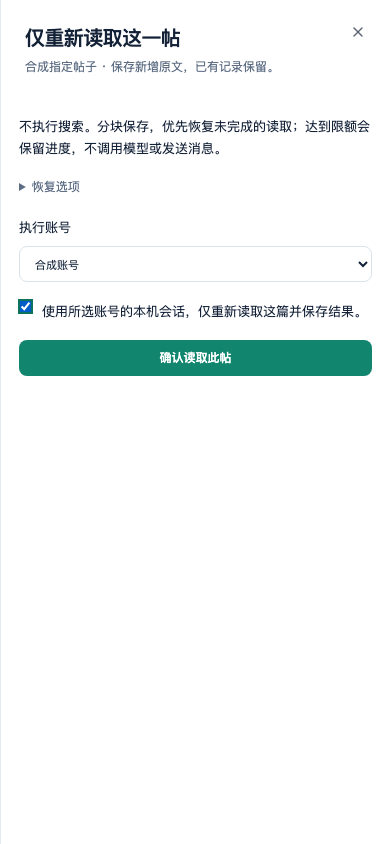 仅重新读取这一帖
×
合成指定帖子 · 保存新增原文，已有记录保留。
不执行搜索。分块保存，优先恢复未完成的读取；达到限额会
保留进度，不调用模型或发送消息。
▶ 恢复选项
执行账号
合成账号
使用所选账号的本机会话，仅重新读取这篇并保存结果。
确认读取此帖